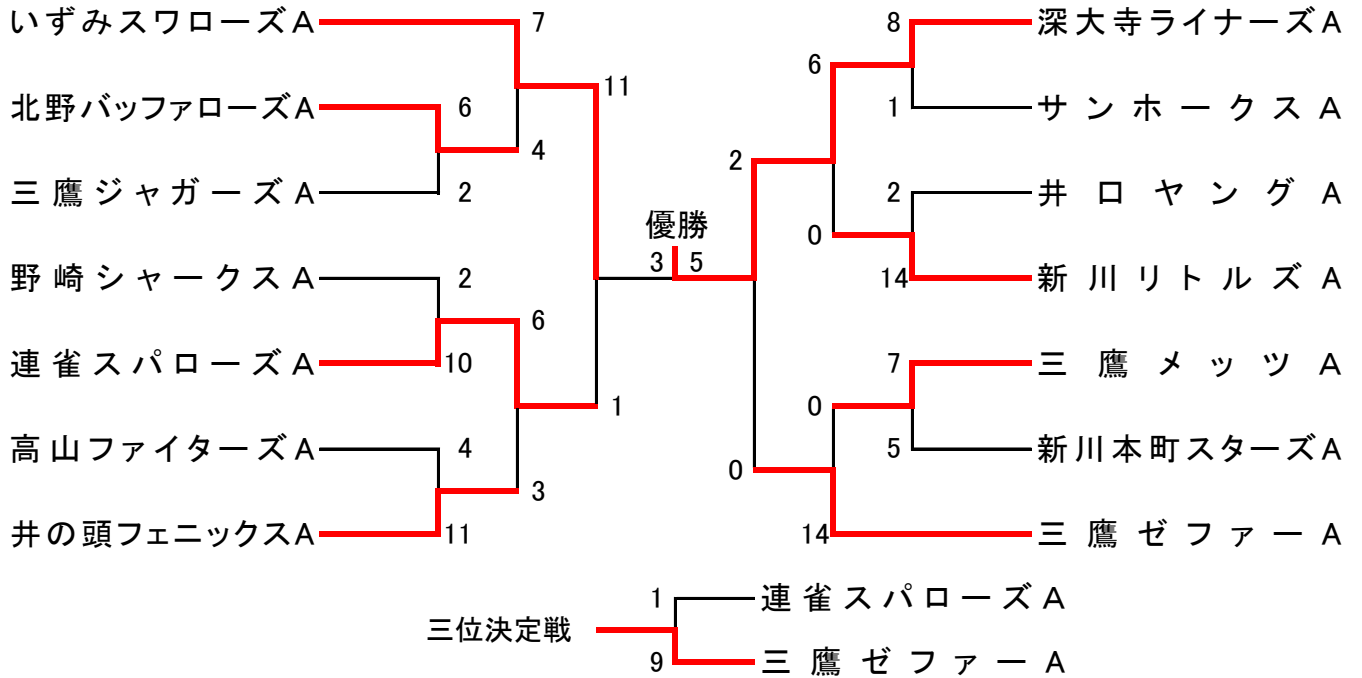 いずみスワローズA 7 8 深大寺ライナーズA
6
11
北野バッファローズA 6 1 サンホークスA
4 2
三鷹ジャガーズA 2 2 井口ヤングA
優勝 0
3 5
野崎シャークスA 2 14 新川リトルズA
6
連雀スパローズA 10 7 三鷹メッツA
1 0
高山ファイターズA 4 5 新川本町スターズA
3 0
井の頭フェニックスA 11 14 三鷹ゼファーA
1 連雀スパローズA
三位決定戦
9 三鷹ゼファーA